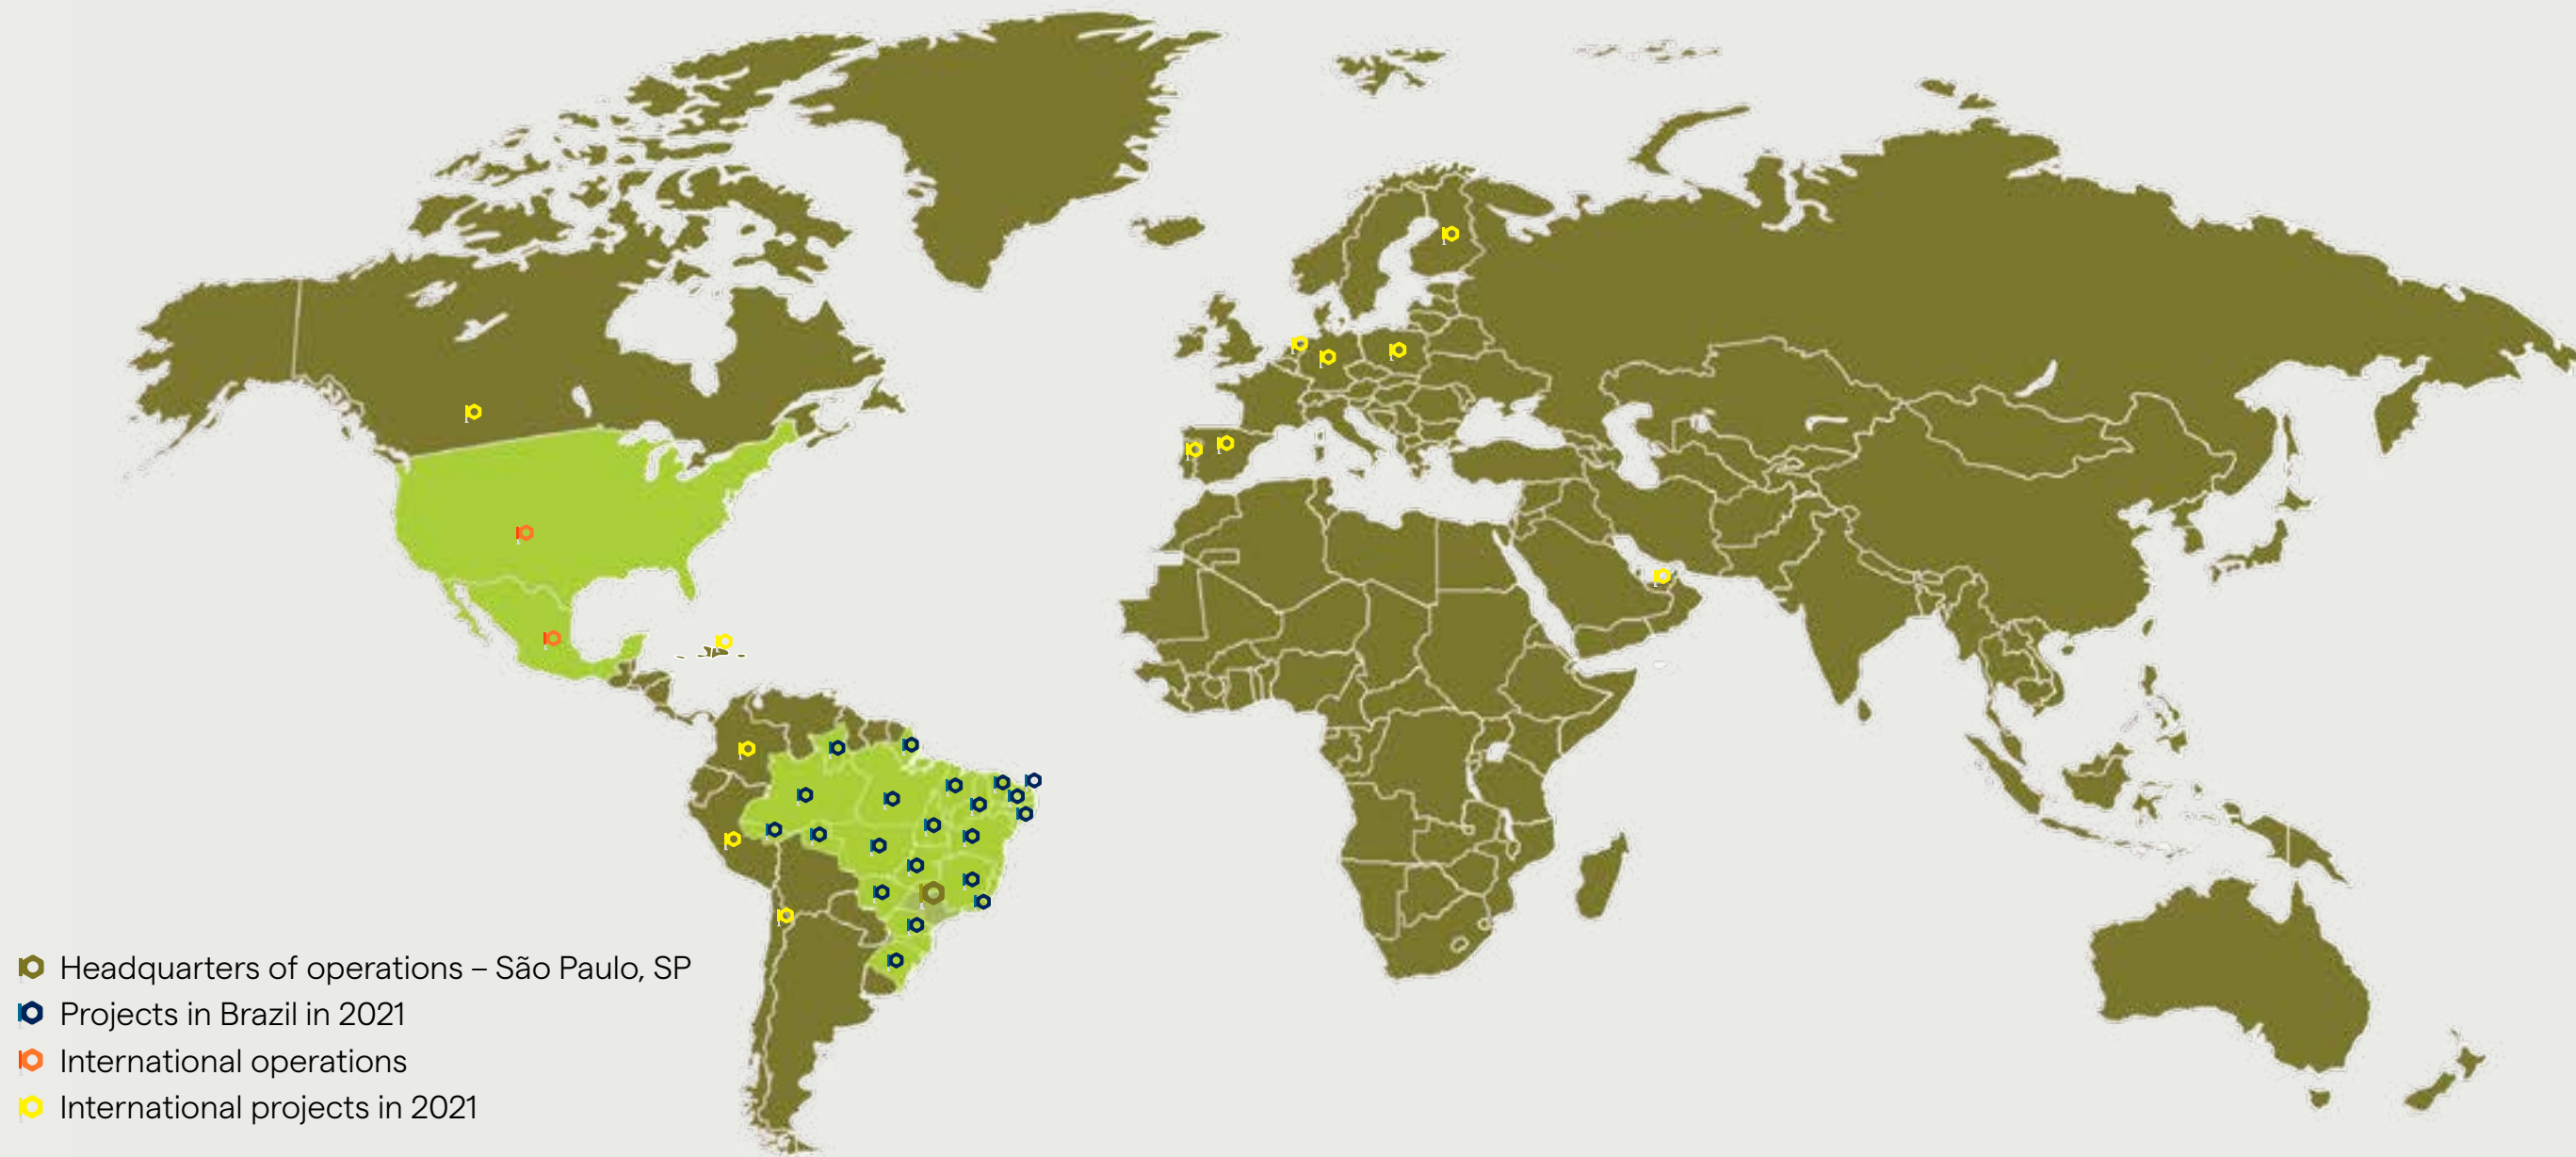 Headquarters of operations – São Paulo, SP
Projects in Brazil in 2021
International operations
International projects in 2021